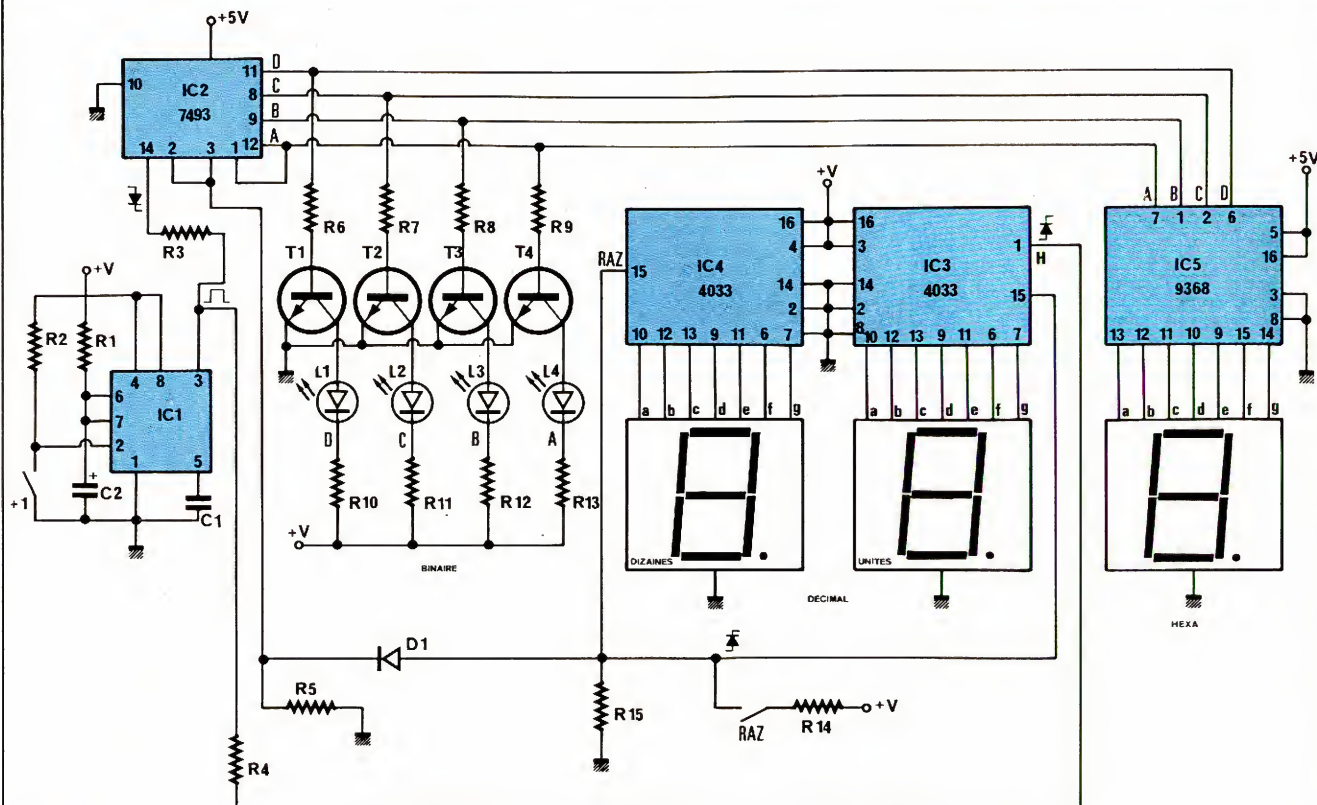 +5V
IC2
7493
10
11
8
9
12
14
2
3
1
D
C
B
A
R3
R6
R7
R8
R9
T1
T2
T3
T4
+V
R2
R1
4
8
3
6
7
2
1
5
IC1
+1
C2
+
C1
L1
L2
L3
L4
D
C
B
A
R10
R11
R12
R13
+V
BINAIRE
RAZ
15
IC4
4033
16
4
14
2
10
12
13
9
11
6
7
a
b
c
d
e
f
g
DIZAINES
+V
16
3
14
2
8
IC3
4033
1
H
15
10
12
13
9
11
6
7
a
b
c
d
e
f
g
UNITES
DECIMAL
A
B
C
D
7
1
2
6
+5V
5
16
3
8
IC5
9368
13
12
11
10
9
15
14
a
b
c
d
e
f
g
HEXA
D1
R5
R15
RAZ
R14
+V
R4